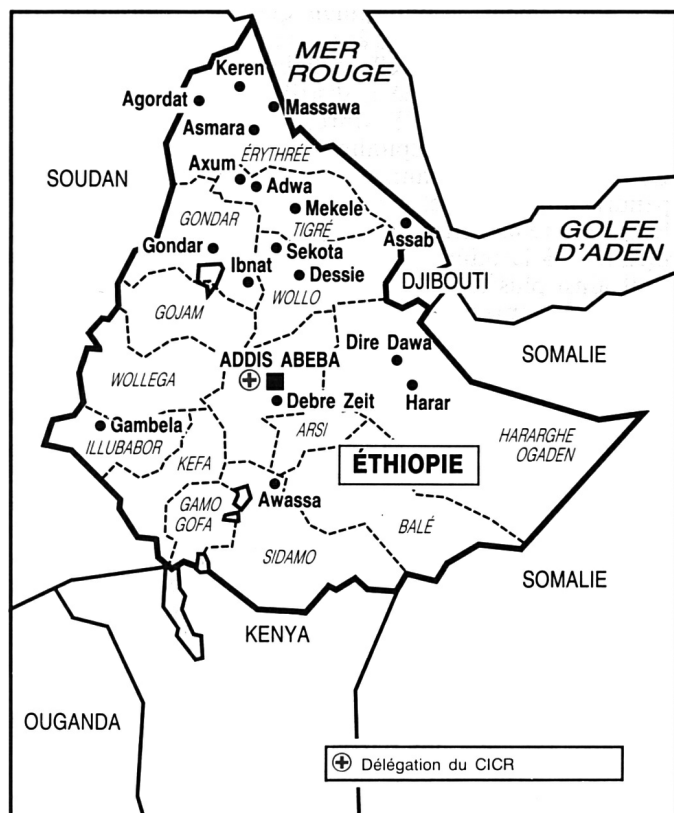 MER
ROUGE
Keren
Agordat
Massawa
Asmara
ÉRYTHRÉE
Axum
SOUDAN
Adwa
Mekele
GONDAR
TIGRÉ
Assab
GOLFE
D'ADEN
Gondar
Sekota
Ibnat
Dessie
DJIBOUTI
GOJAM
WOLLO
Dire Dawa
SOMALIE
ADDIS ABEBA
WOLLEGA
Harar
Debre Zeit
Gambela
ARSI
ILLUBABOR
HARARGHE
OGADEN
KEFA
ÉTHIOPIE
Awassa
GAMO
GOFA
BALÉ
SIDAMO
SOMALIE
KENYA
OUGANDA
Délégation du CICR